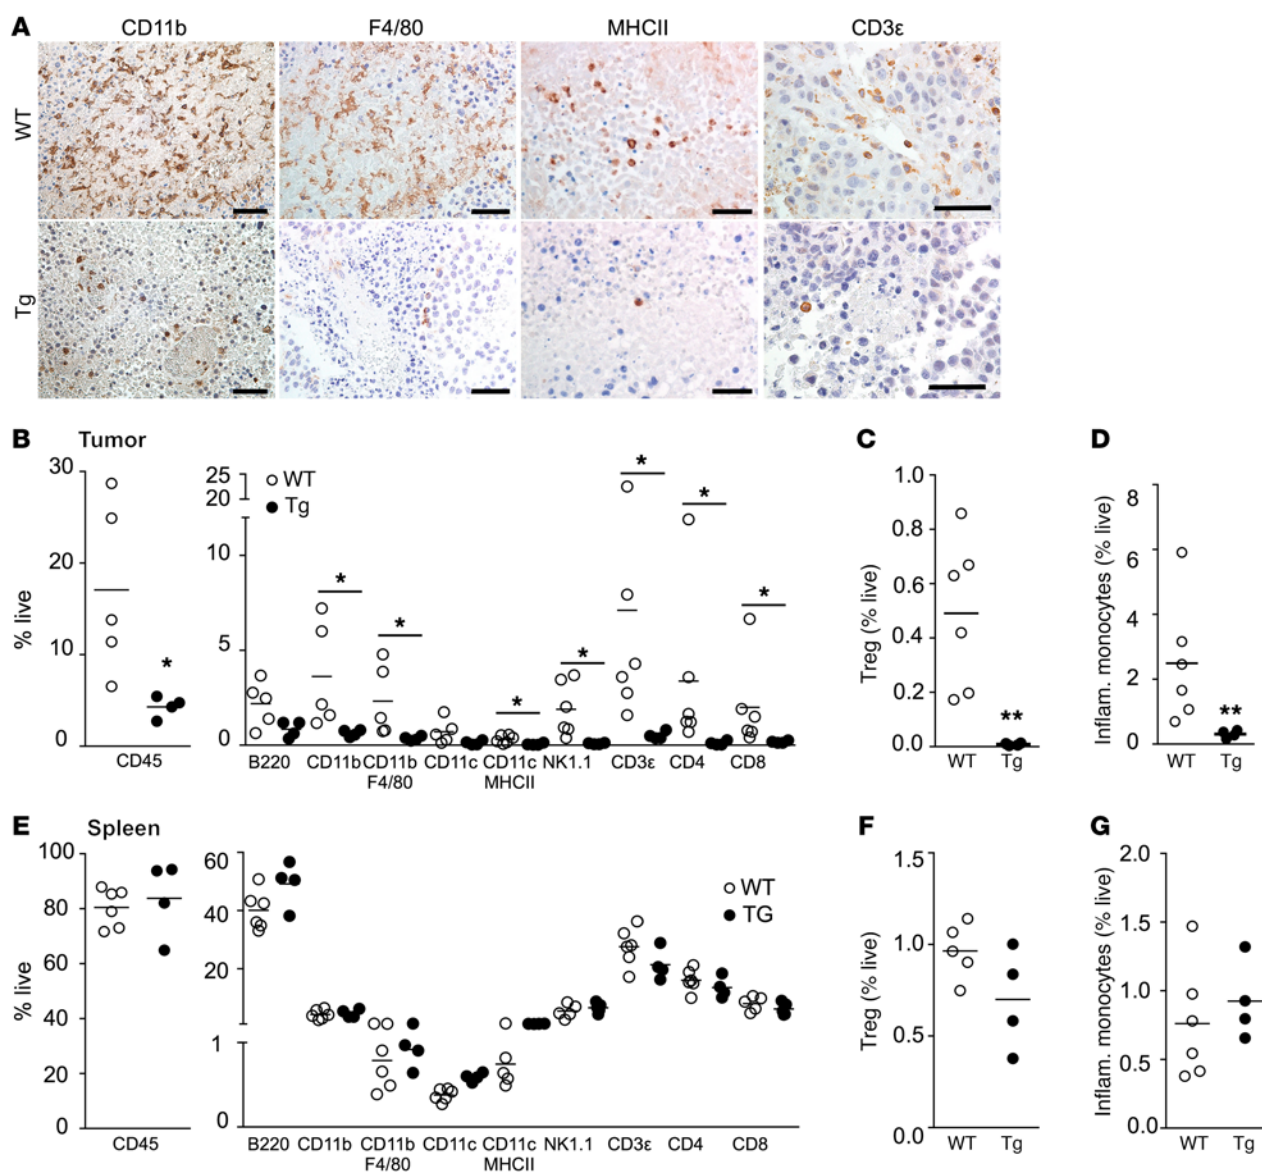 A
CD11b F4/80 MHCII CD3ε
WT
Tg
B Tumor
% live
30
20
10
0
CD45
*
25
20
10
5
0
WT
Tg
* * * * * * *
B220 CD11b CD11b CD11c CD11c NK1.1 CD3ε CD4 CD8
F4/80 MHCII
C
Treg (% live)
1.0
0.8
0.6
0.4
0.2
0.0
**
WT Tg
D
Inflam. monocytes (% live)
8
6
4
2
0
**
WT Tg
E Spleen
% live
100
80
60
40
20
0
CD45
60
40
20
1
0
WT
TG
B220 CD11b CD11b CD11c CD11c NK1.1 CD3ε CD4 CD8
F4/80 MHCII
F
Treg (% live)
1.5
1.0
0.5
0.0
WT Tg
G
Inflam. monocytes (% live)
2.0
1.5
1.0
0.5
0.0
WT Tg